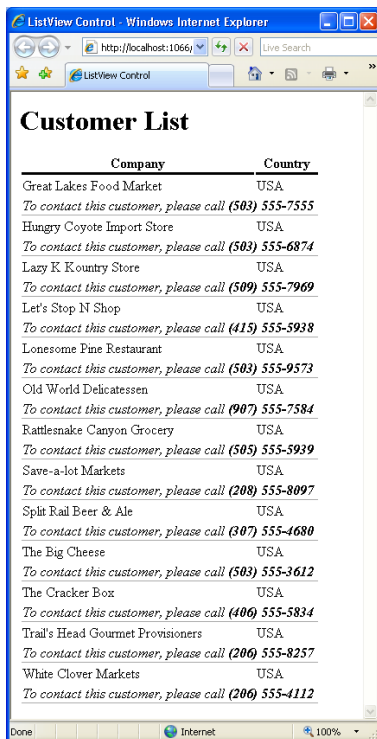 ListView Control - Windows Internet Explorer
http://localhost:1066/
Live Search
ListView Control
»
Customer List
Company Country
Great Lakes Food Market USA
To contact this customer, please call (503) 555-7555
Hungry Coyote Import Store USA
To contact this customer, please call (503) 555-6874
Lazy K Kountry Store USA
To contact this customer, please call (509) 555-7969
Let's Stop N Shop USA
To contact this customer, please call (415) 555-5938
Lonesome Pine Restaurant USA
To contact this customer, please call (503) 555-9573
Old World Delicatessen USA
To contact this customer, please call (907) 555-7584
Rattlesnake Canyon Grocery USA
To contact this customer, please call (505) 555-5939
Save-a-lot Markets USA
To contact this customer, please call (208) 555-8097
Split Rail Beer & Ale USA
To contact this customer, please call (307) 555-4680
The Big Cheese USA
To contact this customer, please call (503) 555-3612
The Cracker Box USA
To contact this customer, please call (406) 555-5834
Trail's Head Gourmet Provisioners USA
To contact this customer, please call (206) 555-8257
White Clover Markets USA
To contact this customer, please call (206) 555-4112
Done Internet 100%